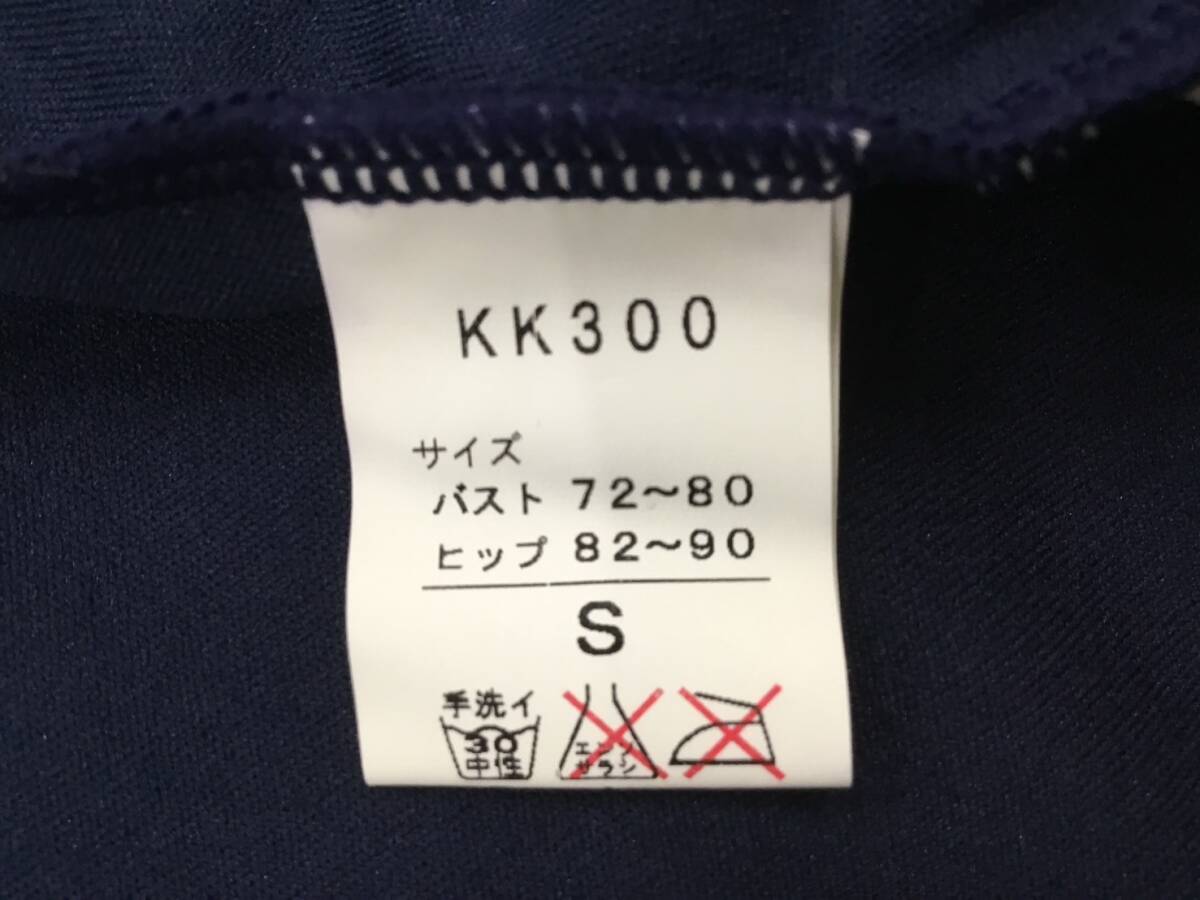 KK300
サイズ
バスト 72～80
ヒップ 82～90
S
手洗イ
30
中性
エンソ
サラシ